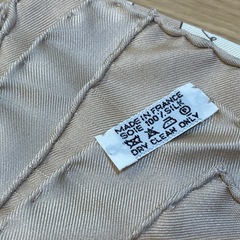 MADE IN FRANCE
SOIE 100% SILK
DRY CLEAN ONLY